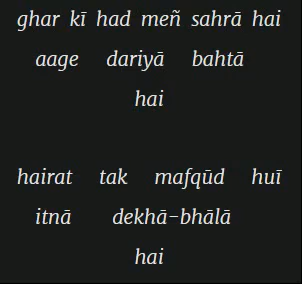 ghar kī had meñ sahrā hai
aage dariyā bahtā
hai
hairat tak mafqūd huī
itnā dekhā-bhālā
hai